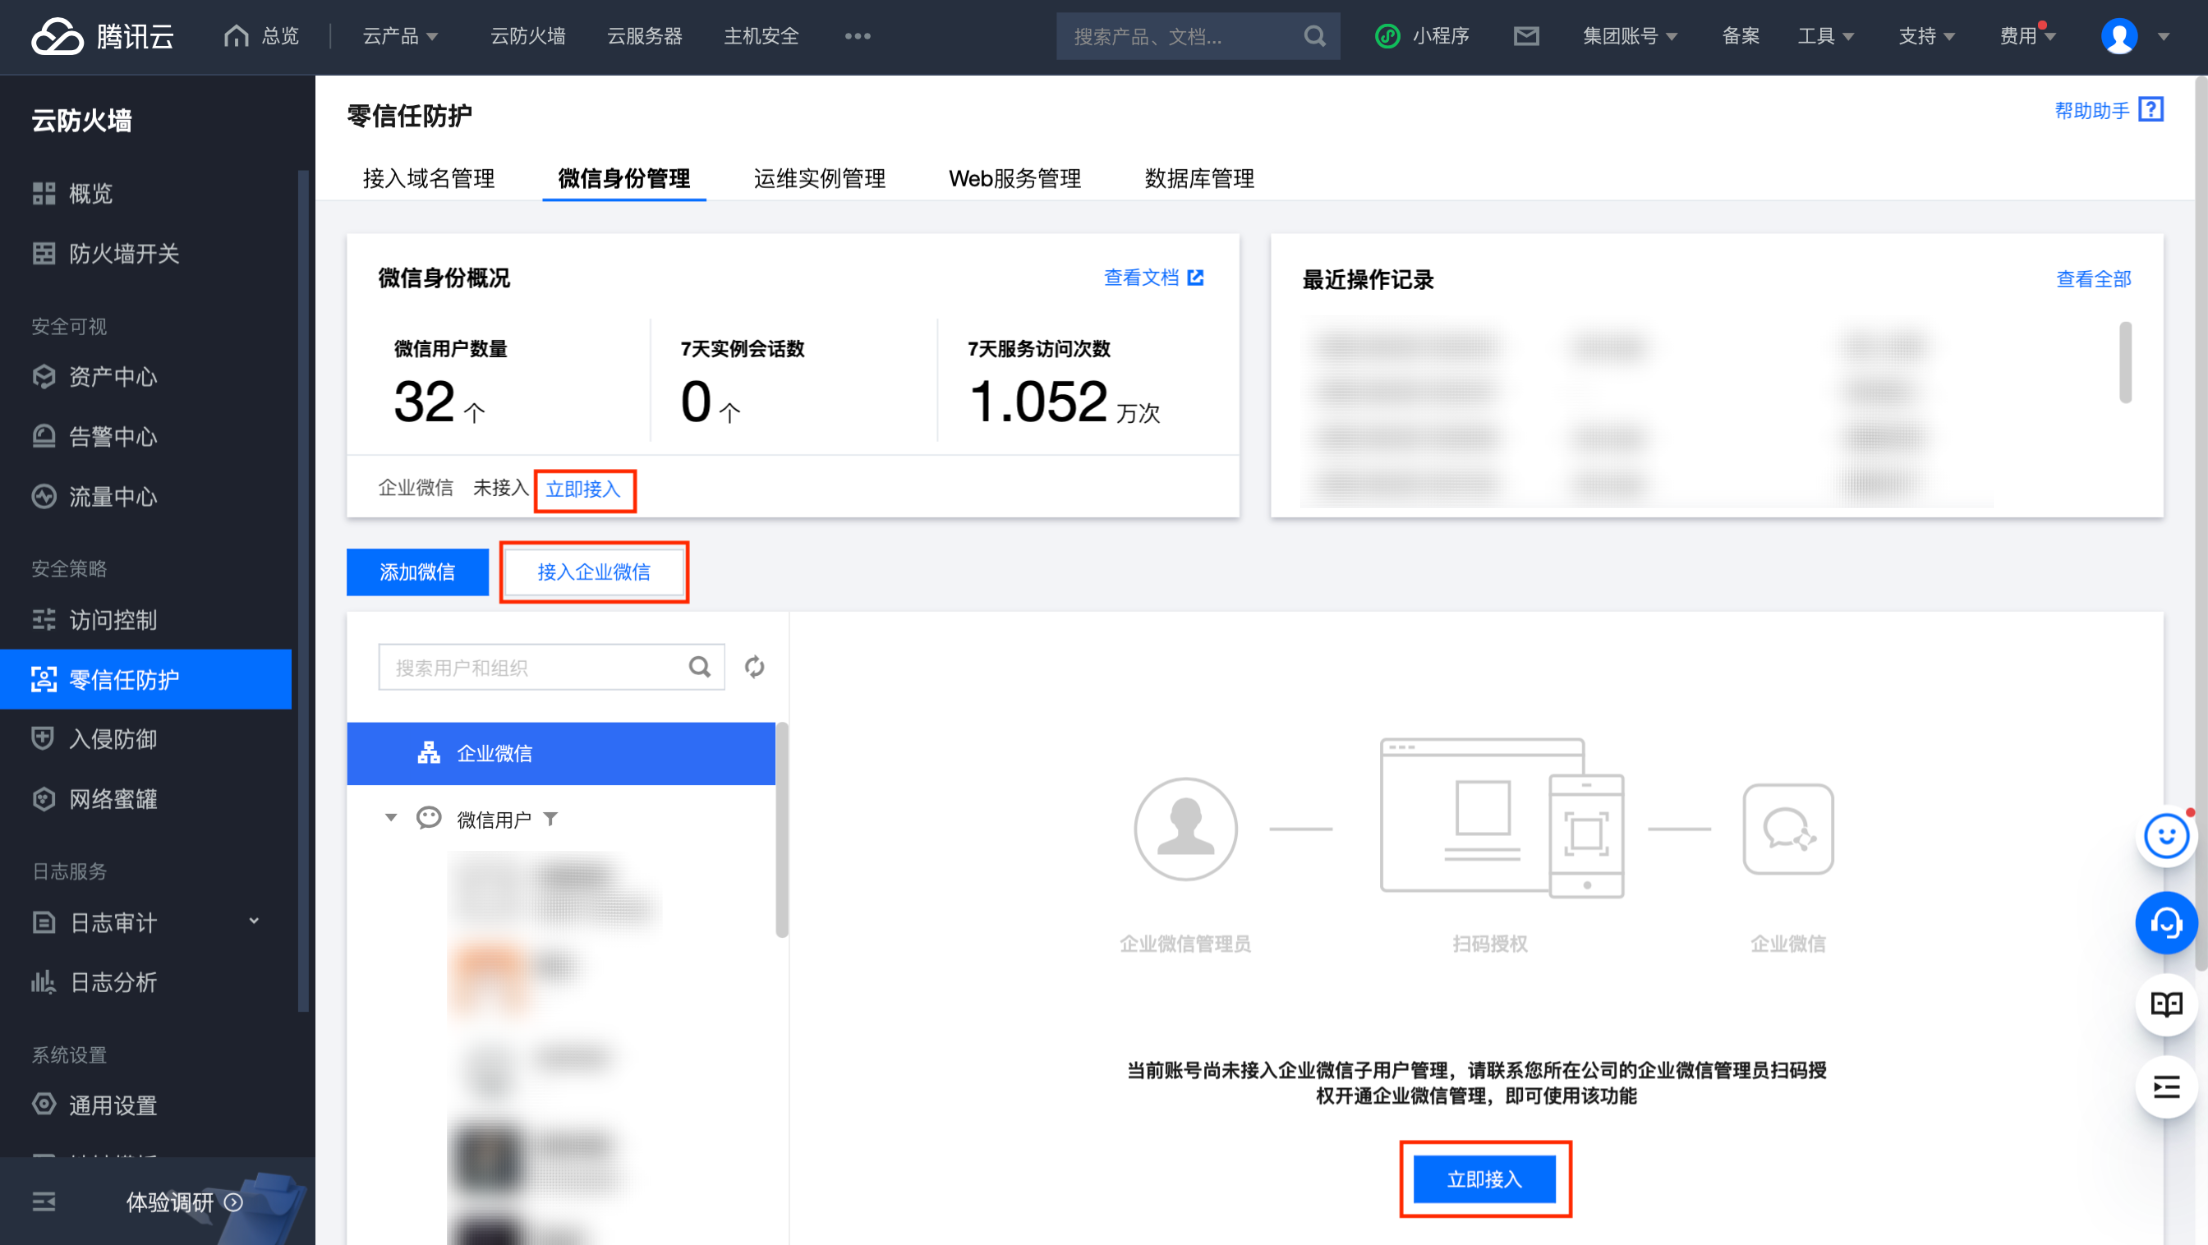 腾讯云
总览
云产品
云防火墙
云服务器
主机安全
•••
搜索产品、文档...
小程序
集团账号
备案
工具
支持
费用
云防火墙
概览
防火墙开关
安全可视
资产中心
告警中心
流量中心
安全策略
访问控制
零信任防护
入侵防御
网络蜜罐
日志服务
日志审计
日志分析
系统设置
通用设置
体验调研
零信任防护
帮助助手
接入域名管理
微信身份管理
运维实例管理
Web服务管理
数据库管理
微信身份概况
查看文档
微信用户数量
32 个
7天实例会话数
0 个
7天服务访问次数
1.052 万次
企业微信 未接入 立即接入
最近操作记录
查看全部
添加微信
接入企业微信
搜索用户和组织
企业微信
微信用户
企业微信管理员
扫码授权
企业微信
当前账号尚未接入企业微信子用户管理，请联系您所在公司的企业微信管理员扫码授
权开通企业微信管理，即可使用该功能
立即接入